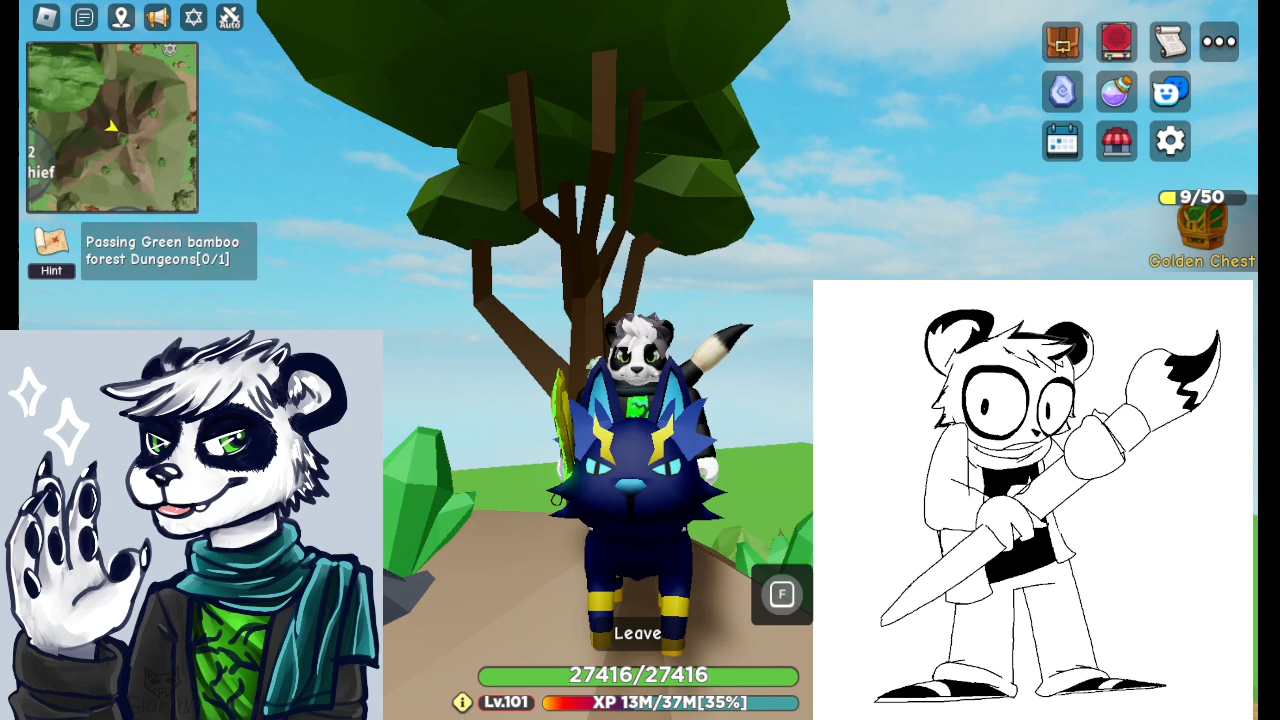 Auto
2
hief
Passing Green bamboo
forest Dungeons[0/1]
Hint
9/50
Golden Chest
F
Leave
27416/27416
Lv.101
XP 13M/37M[35%]